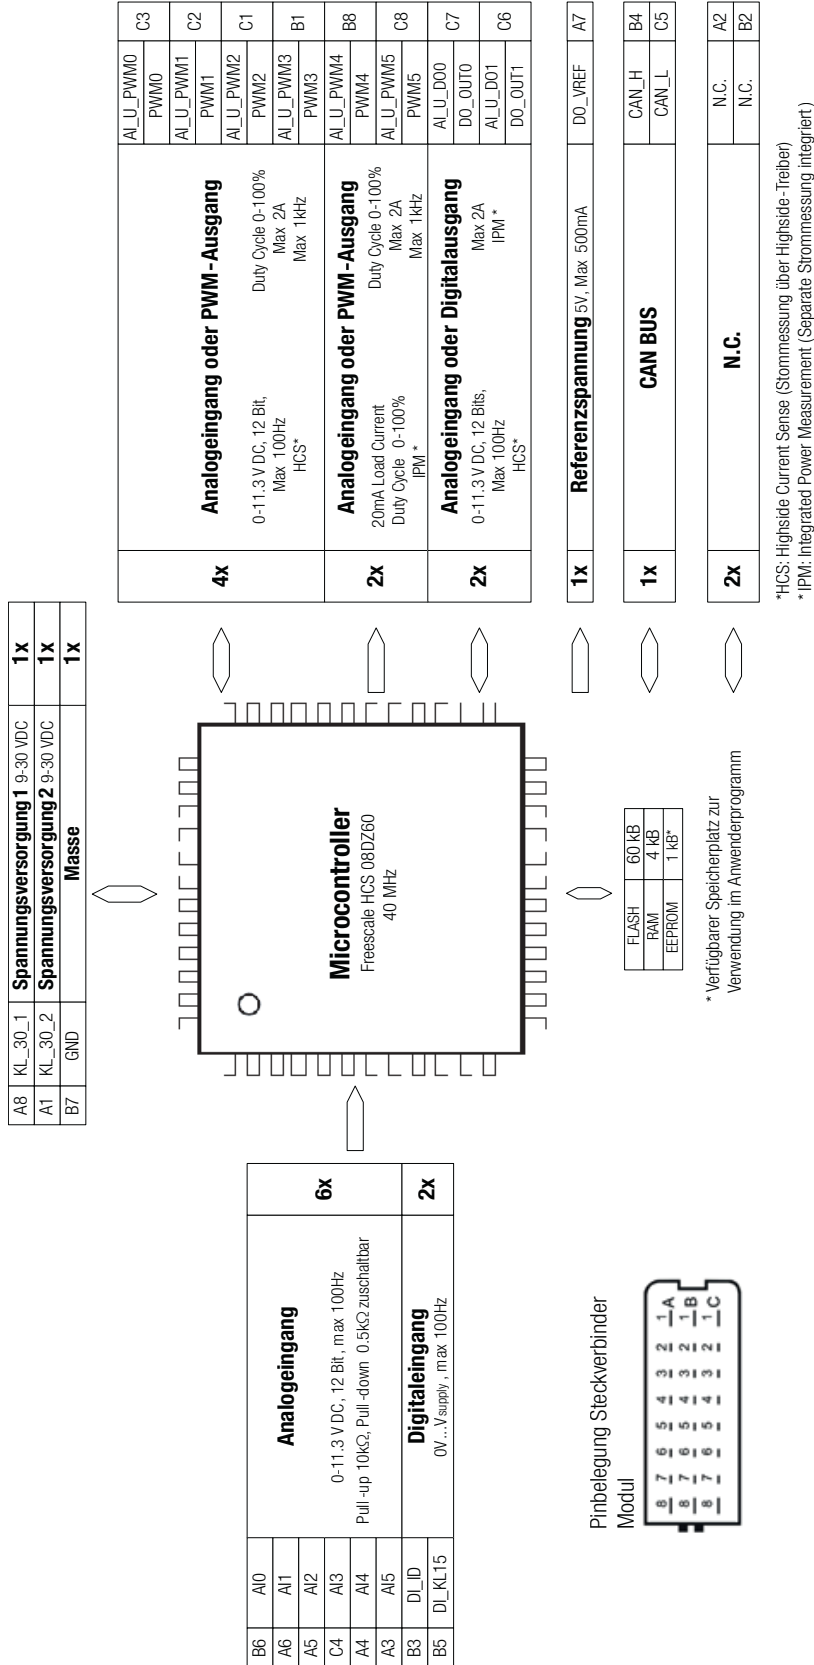 A8 KL_30_1 Spannungsversorgung 1 9-30 VDC 1x
A1 KL_30_2 Spannungsversorgung 2 9-30 VDC 1x
B7 GND Masse 1x
B6 AI0
A6 AI1
A5 AI2
C4 AI3
A4 AI4
A3 AI5
Analogeingang
0-11.3 V DC, 12 Bit, max 100Hz
Pull-up 10kΩ, Pull-down 0.5kΩ zuschaltbar
6x
B3 DI_ID
B5 DI_KL15
Digitaleingang
0V...Vsupply, max 100Hz
2x
Microcontroller
Freescale HCS 08DZ60
40 MHz
4x
Analogeingang oder PWM-Ausgang
0-11.3 V DC, 12 Bit,
Max 100Hz
HCS*
Duty Cycle 0-100%
Max 2A
Max 1kHz
AI_U_PWM0
PWM0
C3
AI_U_PWM1
PWM1
C2
AI_U_PWM2
PWM2
C1
AI_U_PWM3
PWM3
B1
2x
Analogeingang oder PWM-Ausgang
20mA Load Current
Duty Cycle 0-100%
IPM *
Duty Cycle 0-100%
Max 2A
Max 1kHz
AI_U_PWM4
PWM4
B8
AI_U_PWM5
PWM5
C8
2x
Analogeingang oder Digitalausgang
0-11.3 V DC, 12 Bits,
Max 100Hz
HCS*
Max 2A
IPM *
AI_U_DO0
DO_OUT0
C7
AI_U_DO1
DO_OUT1
C6
1x Referenzspannung 5V, Max 500mA DO_VREF A7
1x CAN BUS
CAN_H B4
CAN_L C5
2x N.C.
N.C. A2
N.C. B2
*HCS: Highside Current Sense (Stommessung über Highside-Treiber)
* IPM: Integrated Power Measurement (Separate Strommessung integriert)
FLASH 60 kB
RAM 4 kB
EEPROM 1 kB*
* Verfügbarer Speicherplatz zur
Verwendung im Anwenderprogramm
Pinbelegung Steckverbinder
Modul
8 7 6 5 4 3 2 1 A
8 7 6 5 4 3 2 1 B
8 7 6 5 4 3 2 1 C